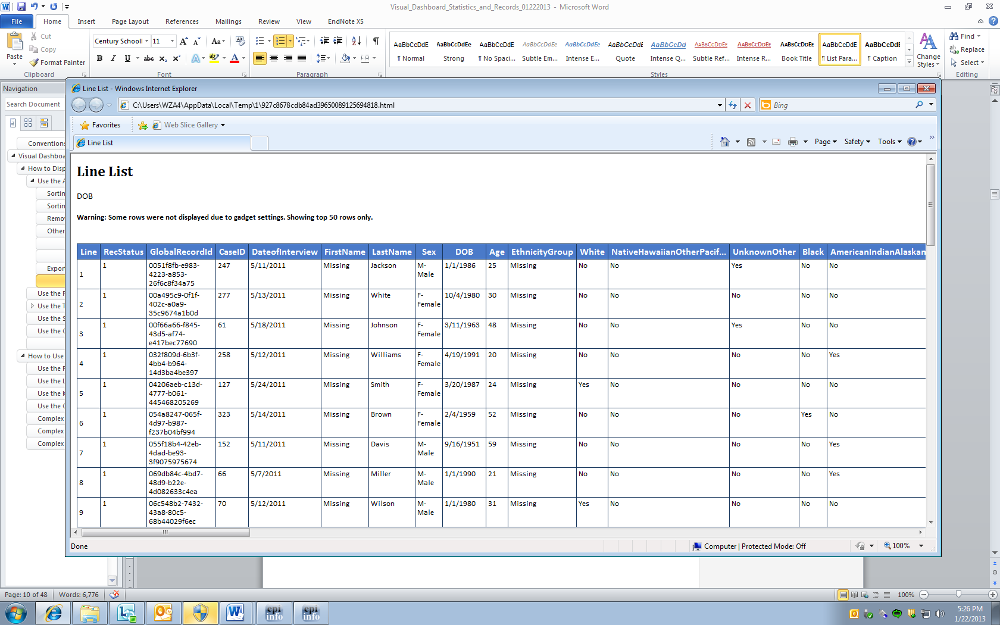 Visual_Dashboard_Statistics_and_Records_01222013 - Microsoft Word
File Home Insert Page Layout References Mailings Review View EndNote X5
Paste
Cut
Copy
Format Painter
Clipboard
Century Schooll 11
Font
Paragraph
AaBbCcDdE AaBbCcDdEe AaBbCcDdE AaBbCcDdEe AaBbCcDdEe AaBbCcDdE AaBbCcDd AaBbCcDdEe AaBbCcDdEe AaBbCcDdEe AaBbCcDdE AaBbCcDdE
¶ Normal Strong ¶ No Spaci... Subtle Em... Intense E... Quote Intense Q... Subtle Ref... Intense R... Book Title ¶ List Para... ¶ Caption
Styles
Change Styles
Find
Replace
Select
Editing
Navigation
Search Document
Conventions
Visual Dashboa
How to Disp
Use the A
Sortin
Sortin
Remo
Other
Expor
Use the F
Use the T
Use the S
Use the C
How to Use
Use the F
Use the L
Use the K
Use the C
Complex
Complex
Complex
Line List - Windows Internet Explorer
C:\Users\WZA4\AppData\Local\Temp\1\927c8678cdb84ad39650089125694818.html
Bing
Favorites Web Slice Gallery
Line List
Page Safety Tools
Line List
DOB
Warning: Some rows were not displayed due to gadget settings. Showing top 50 rows only.
Line RecStatus GlobalRecordId CaseID DateofInterview FirstName LastName Sex DOB Age EthnicityGroup White NativeHawaiianOtherPacif... UnknownOther Black AmericanIndianAlaskan
1 1 0051f8fb-e983-4223-a853-26f6c8f34a75 247 5/11/2011 Missing Jackson M-Male 1/1/1986 25 Missing No No Yes No No
2 1 00a495c9-0f1f-402c-a0a9-35c9674a1b0d 277 5/13/2011 Missing White F-Female 10/4/1980 30 Missing No No No No No
3 1 00f66a66-f845-43d5-af74-e417bec77690 61 5/18/2011 Missing Johnson F-Female 3/11/1963 48 Missing No No Yes No No
4 1 032f809d-6b3f-4bb4-b964-14d3ba4be397 258 5/12/2011 Missing Williams F-Female 4/19/1991 20 Missing No No No No Yes
5 1 04206aeb-c13d-4777-b061-445468205269 127 5/24/2011 Missing Smith F-Female 3/20/1987 24 Missing Yes No No No No
6 1 054a8247-065f-4d97-b987-f237b04bf994 323 5/14/2011 Missing Brown F-Female 2/4/1959 52 Missing No No No Yes No
7 1 055f18b4-42eb-4dad-be93-3f9075975674 152 5/11/2011 Missing Davis M-Male 9/16/1951 59 Missing No No No No Yes
8 1 069db84c-4bd7-48d9-b22e-4d082633c4ea 66 5/7/2011 Missing Miller M-Male 1/1/1990 21 Missing No No No No Yes
9 1 06c548b2-7432-43a8-80c5-68b44029f6ec 70 5/12/2011 Missing Wilson M-Male 1/1/1980 31 Missing Yes No No No No
Done
Computer | Protected Mode: Off
100%
Page: 10 of 48 Words: 6,776
100%
epi info
epi info
5:26 PM
1/22/2013